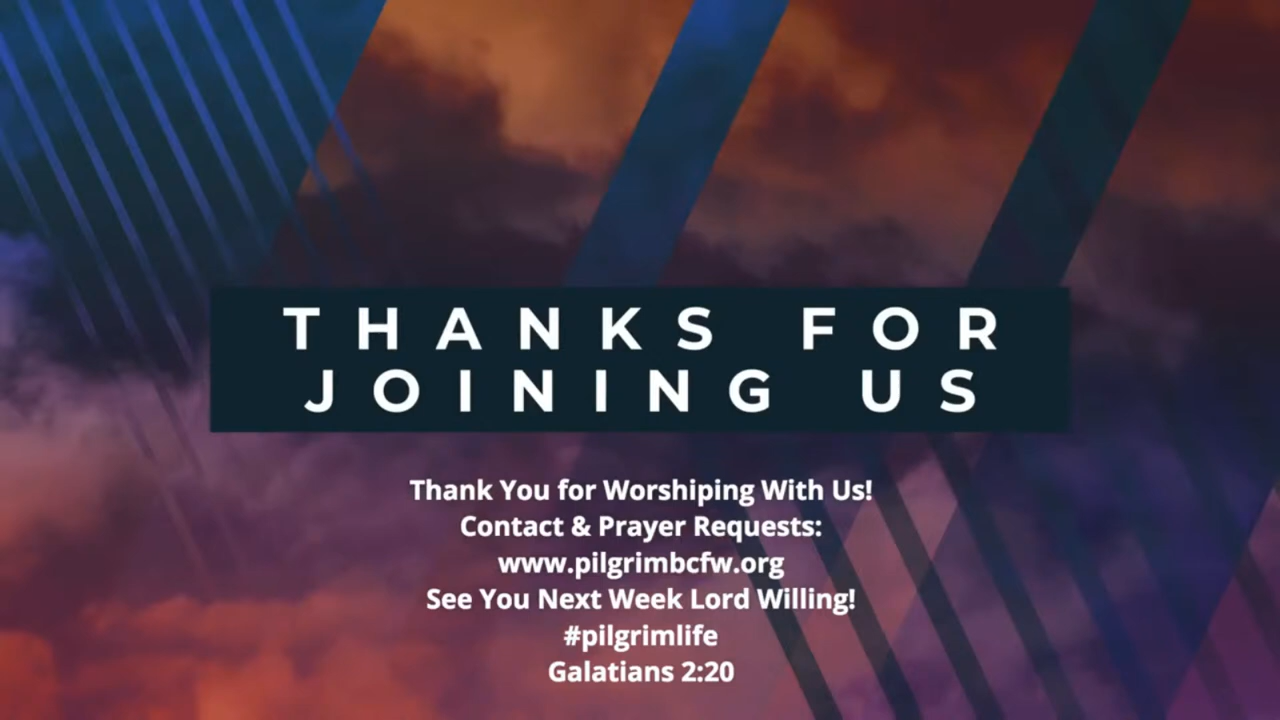 THANKS FOR
JOINING US
Thank You for Worshiping With Us!
Contact & Prayer Requests:
www.pilgrimbcfw.org
See You Next Week Lord Willing!
#pilgrimlife
Galatians 2:20